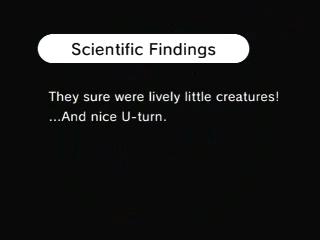 Scientific Findings
They sure were lively little creatures!
...And nice U-turn.